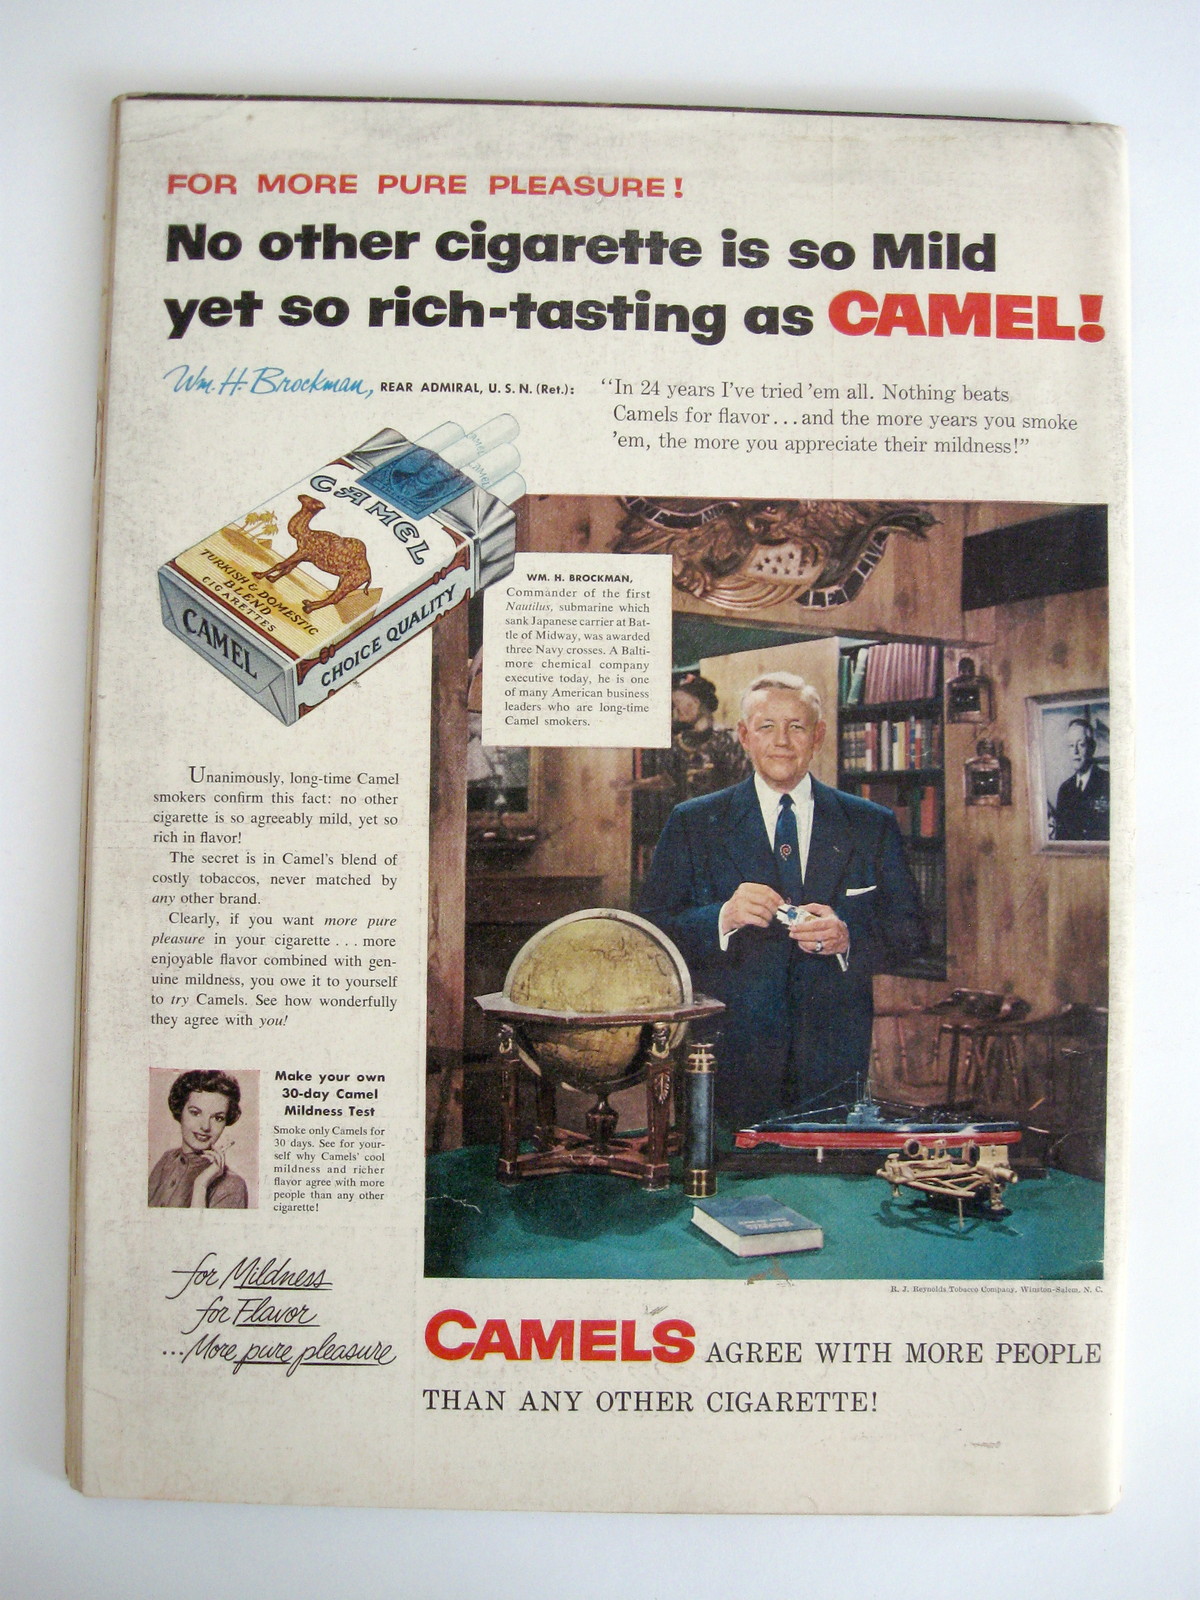 FOR MORE PURE PLEASURE!
No other cigarette is so Mild
yet so rich-tasting as CAMEL!
Wm. H. Brockman, REAR ADMIRAL, U. S. N. (Ret.):
“In 24 years I've tried 'em all. Nothing beats
Camels for flavor...and the more years you smoke
'em, the more you appreciate their mildness!”
CAMEL
CAMEL
CAMEL
TURKISH & DOMESTIC
BLEND
CIGARETTES
CAMEL
CHOICE QUALITY
LET LIVE
WM. H. BROCKMAN,
Commander of the first
Nautilus, submarine which
sank Japanese carrier at Bat-
tle of Midway, was awarded
three Navy crosses. A Balti-
more chemical company
executive today, he is one
of many American business
leaders who are long-time
Camel smokers.
Unanimously, long-time Camel
smokers confirm this fact: no other
cigarette is so agreeably mild, yet so
rich in flavor!
The secret is in Camel's blend of
costly tobaccos, never matched by
any other brand.
Clearly, if you want more pure
pleasure in your cigarette . . . more
enjoyable flavor combined with gen-
uine mildness, you owe it to yourself
to try Camels. See how wonderfully
they agree with you!
Make your own
30-day Camel
Mildness Test
Smoke only Camels for
30 days. See for your-
self why Camels' cool
mildness and richer
flavor agree with more
people than any other
cigarette!
for Mildness
for Flavor
...More pure pleasure
R. J. Reynolds Tobacco Company, Winston-Salem, N. C.
CAMELS AGREE WITH MORE PEOPLE
THAN ANY OTHER CIGARETTE!